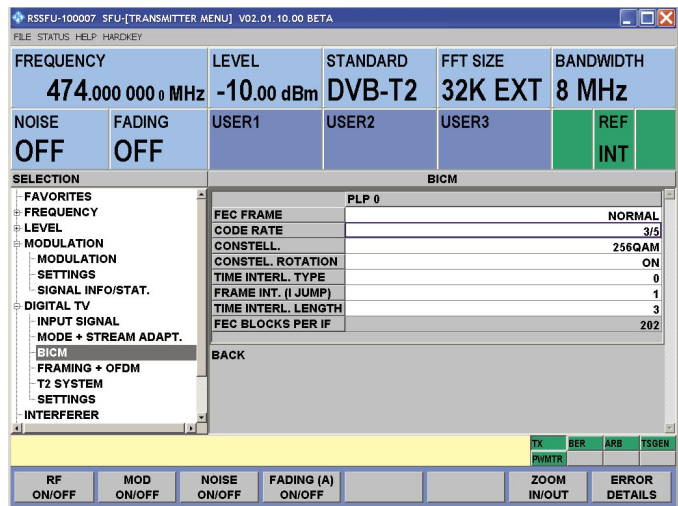 RSSFU-100007 SFU-[TRANSMITTER MENU] V02.01.10.00 BETA
FILE STATUS HELP HARDKEY
FREQUENCY LEVEL STANDARD FFT SIZE BANDWIDTH
474.000 000 0 MHz -10.00 dBm DVB-T2 32K EXT 8 MHz
NOISE FADING USER1 USER2 USER3 REF
OFF OFF INT
SELECTION BICM
FAVORITES
FREQUENCY
LEVEL
MODULATION
MODULATION
SETTINGS
SIGNAL INFO/STAT.
DIGITAL TV
INPUT SIGNAL
MODE + STREAM ADAPT.
BICM
FRAMING + OFDM
T2 SYSTEM
SETTINGS
INTERFERER
PLP 0
FEC FRAME NORMAL
CODE RATE 3/5
CONSTELL. 256QAM
CONSTEL. ROTATION ON
TIME INTERL. TYPE 0
FRAME INT. (I JUMP) 1
TIME INTERL. LENGTH 3
FEC BLOCKS PER IF 202
BACK
TX BER ARB TSGEN
PWMTR
RF ON/OFF MOD ON/OFF NOISE ON/OFF FADING (A) ON/OFF ZOOM IN/OUT ERROR DETAILS